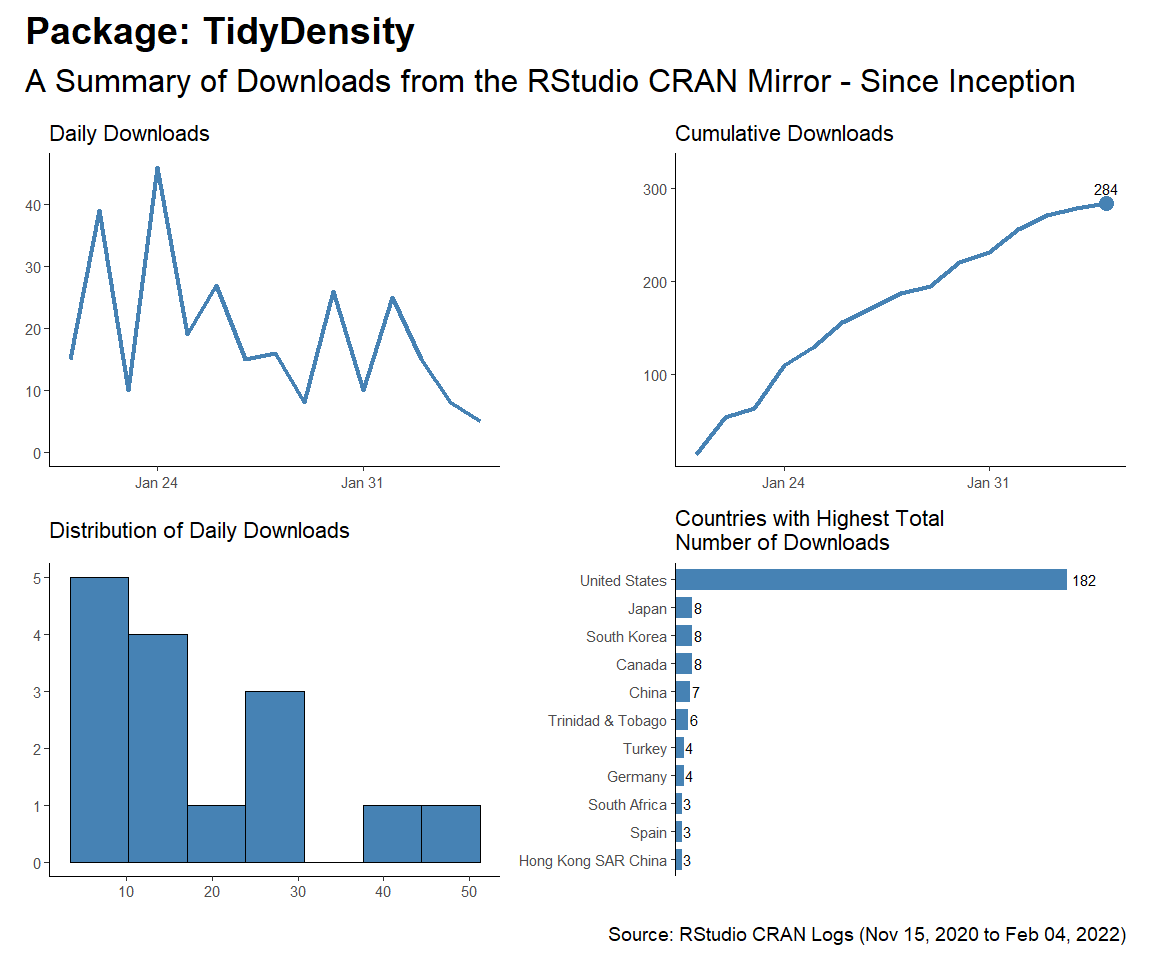 Package: TidyDensity
A Summary of Downloads from the RStudio CRAN Mirror - Since Inception
Daily Downloads
40
30
20
10
0
Jan 24
Jan 31
Cumulative Downloads
300
200
100
284
Jan 24
Jan 31
Distribution of Daily Downloads
5
4
3
2
1
0
10
20
30
40
50
Countries with Highest Total
Number of Downloads
United States 182
Japan 8
South Korea 8
Canada 8
China 7
Trinidad & Tobago 6
Turkey 4
Germany 4
South Africa 3
Spain 3
Hong Kong SAR China 3
Source: RStudio CRAN Logs (Nov 15, 2020 to Feb 04, 2022)